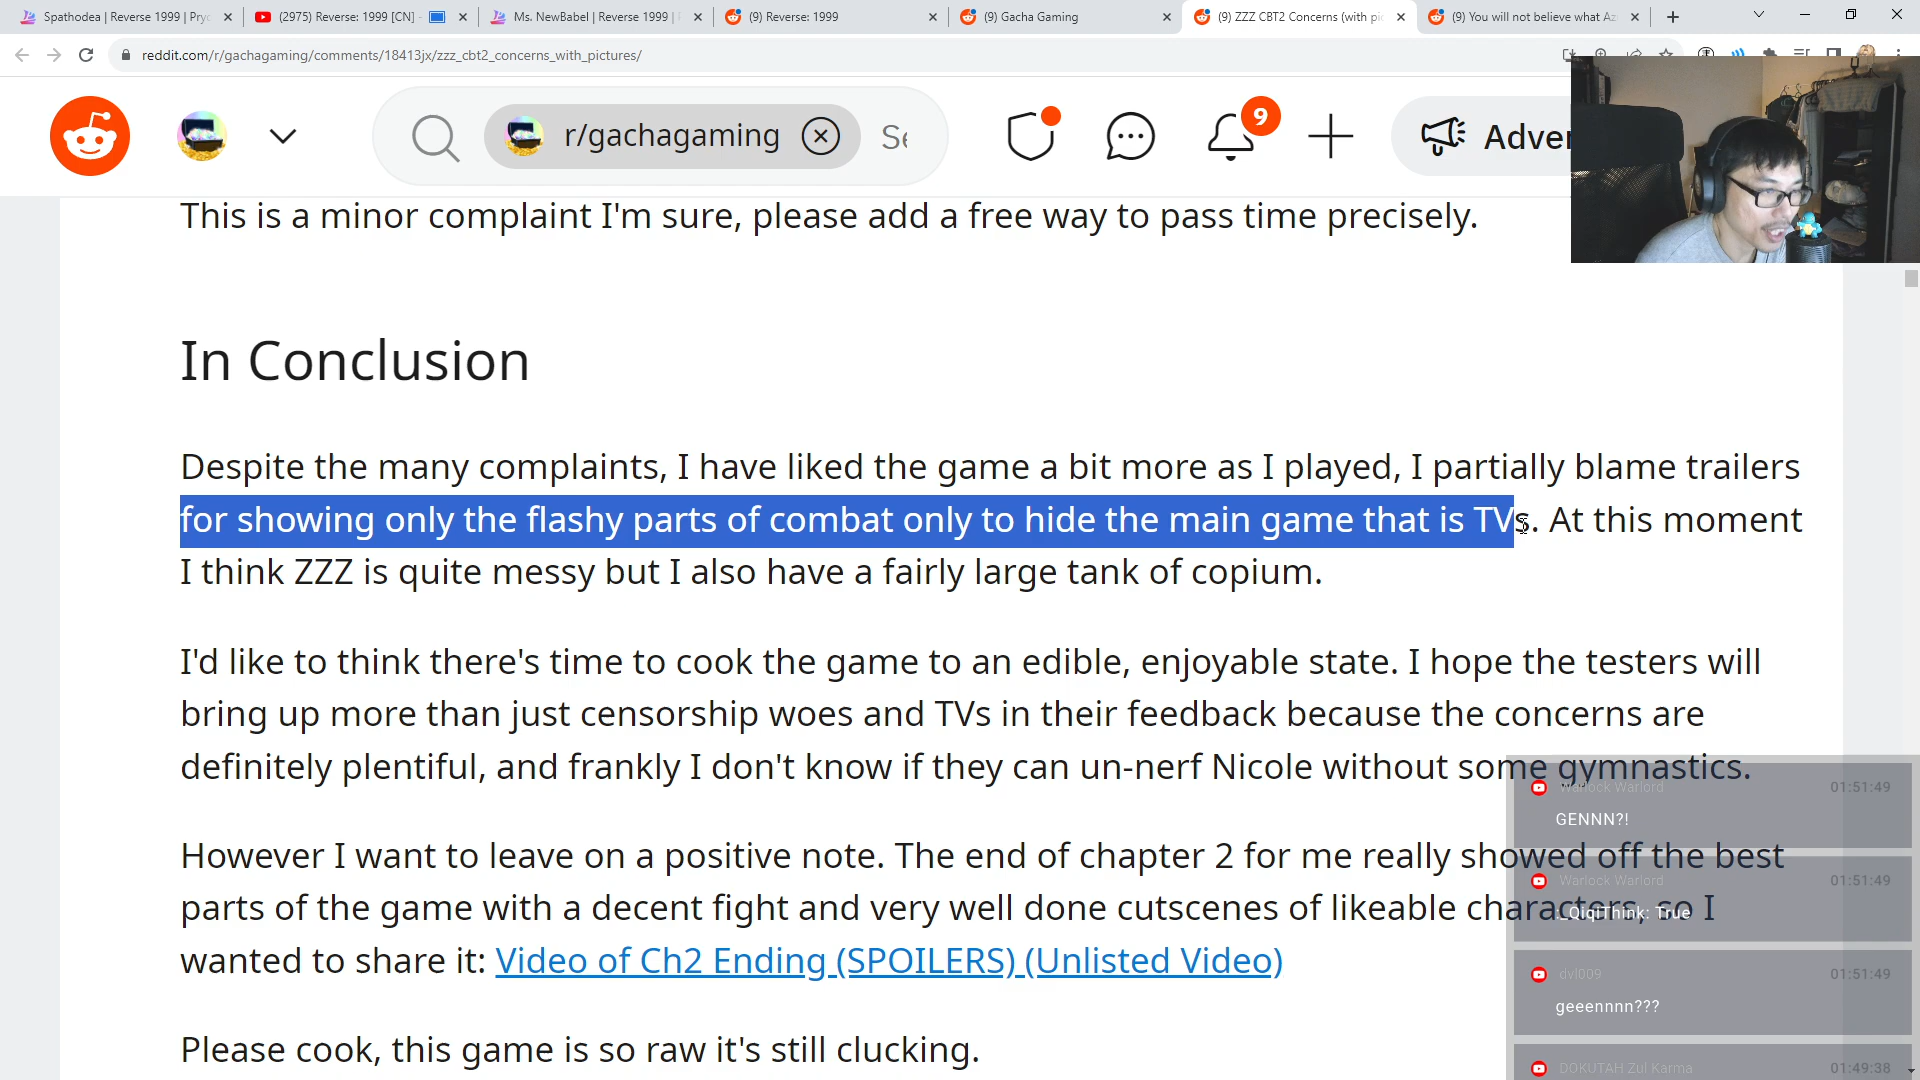 Spathodea | Reverse 1999 | Pryc
(2975) Reverse: 1999 [CN]
Ms. NewBabel | Reverse 1999 |
(9) Reverse: 1999
(9) Gacha Gaming
(9) ZZZ CBT2 Concerns (with pic
(9) You will not believe what Az
reddit.com/r/gachagaming/comments/18413jx/zzz_cbt2_concerns_with_pictures/
r/gachagaming
9
Adver
This is a minor complaint I'm sure, please add a free way to pass time precisely.
In Conclusion
Despite the many complaints, I have liked the game a bit more as I played, I partially blame trailers
for showing only the flashy parts of combat only to hide the main game that is TVs. At this moment
I think ZZZ is quite messy but I also have a fairly large tank of copium.
I'd like to think there's time to cook the game to an edible, enjoyable state. I hope the testers will
bring up more than just censorship woes and TVs in their feedback because the concerns are
definitely plentiful, and frankly I don't know if they can un-nerf Nicole without some gymnastics.
However I want to leave on a positive note. The end of chapter 2 for me really showed off the best
parts of the game with a decent fight and very well done cutscenes of likeable characters, so I
wanted to share it: Video of Ch2 Ending (SPOILERS) (Unlisted Video)
Please cook, this game is so raw it's still clucking.
Warlock Warlord 01:51:49
GENNN?!
Warlock Warlord 01:51:49
:_QiqiThink: True
dvl009 01:51:49
geeennnn???
DOKUTAH Zul Karma 01:49:38